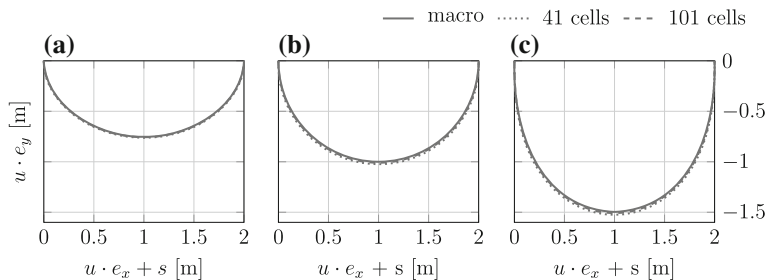 macro 41 cells 101 cells
(a) (b) (c)
0
−0.5
−1
−1.5
u · e_y [m]
0 0.5 1 1.5 2 0 0.5 1 1.5 2 0 0.5 1 1.5 2
u · e_x + s [m] u · e_x + s [m] u · e_x + s [m]